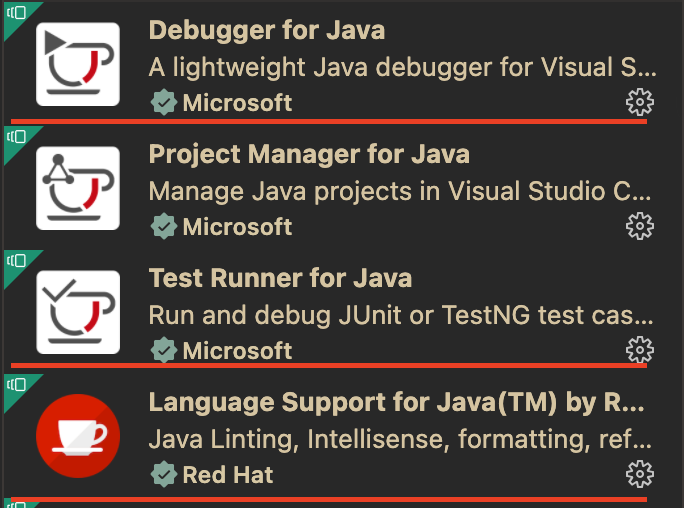 Debugger for Java
A lightweight Java debugger for Visual S...
Microsoft
Project Manager for Java
Manage Java projects in Visual Studio C...
Microsoft
Test Runner for Java
Run and debug JUnit or TestNG test cas...
Microsoft
Language Support for Java(TM) by R...
Java Linting, Intellisense, formatting, ref...
Red Hat